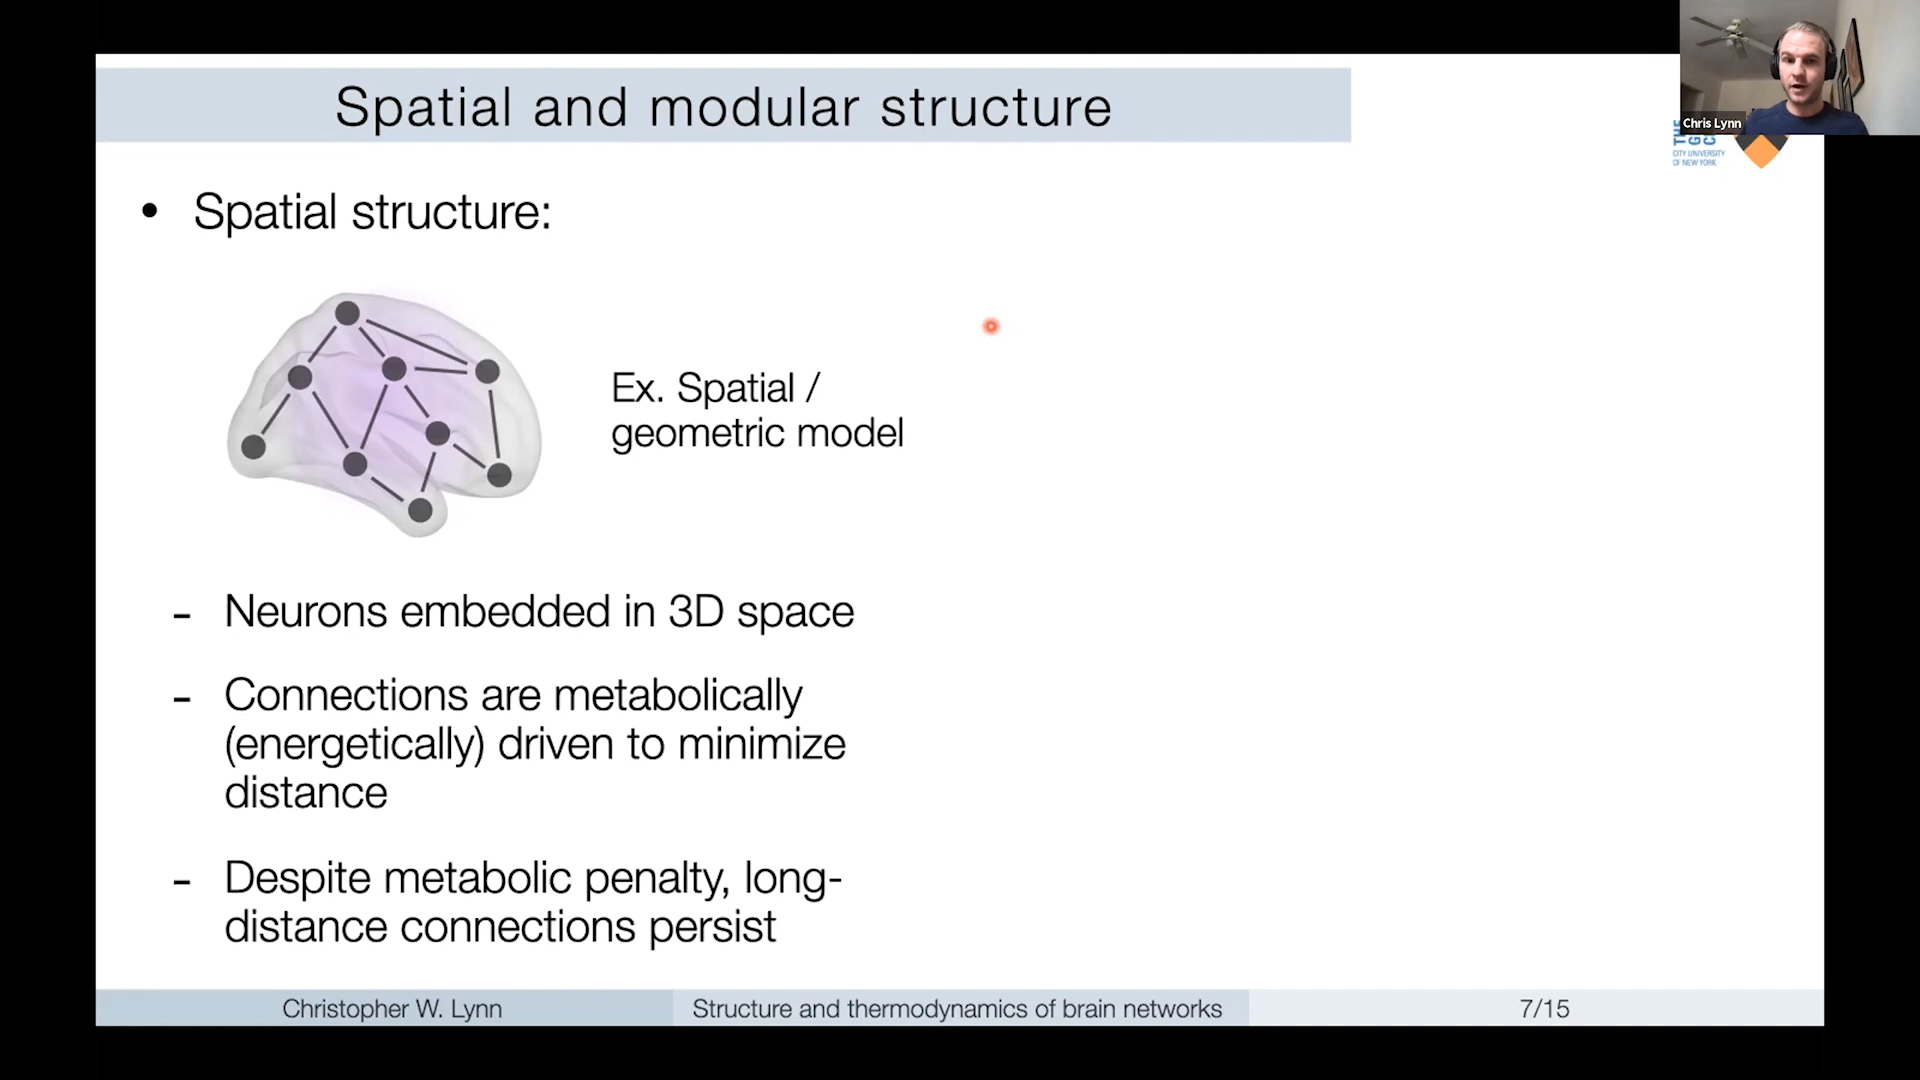 Spatial and modular structure
Chris Lynn
CITY UNIVERSITY
OF NEW YORK
• Spatial structure:
Ex. Spatial /
geometric model
- Neurons embedded in 3D space
- Connections are metabolically
(energetically) driven to minimize
distance
- Despite metabolic penalty, long-
distance connections persist
Christopher W. Lynn
Structure and thermodynamics of brain networks
7/15